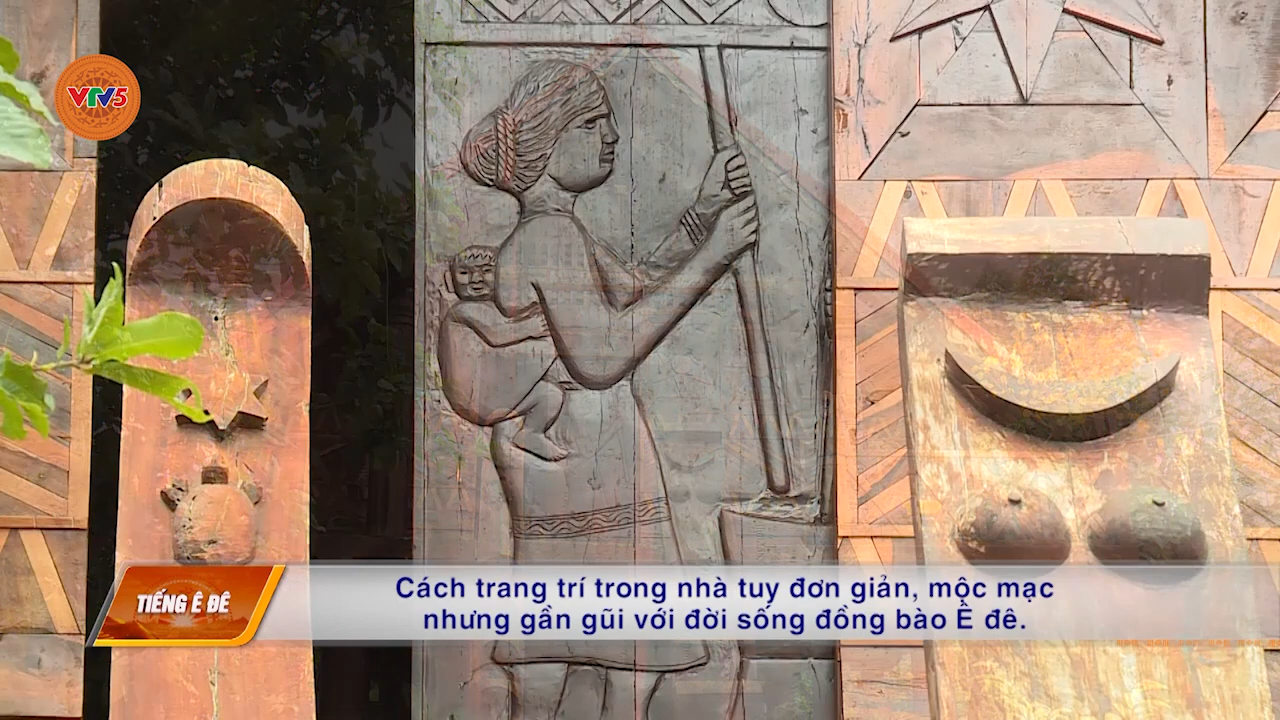 VTV5
TIẾNG Ê ĐÊ
Cách trang trí trong nhà tuy đơn giản, mộc mạc
nhưng gần gũi với đời sống đồng bào Ê đê.